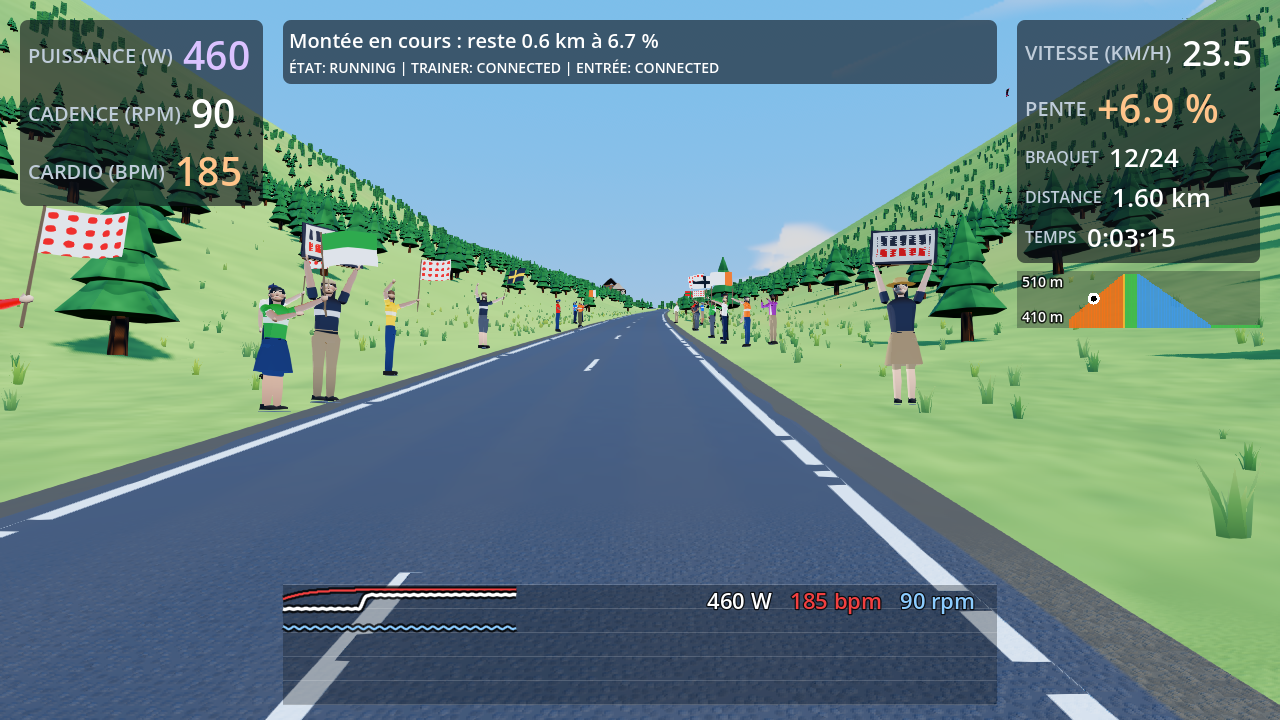 PUISSANCE (W) 460
CADENCE (RPM) 90
CARDIO (BPM) 185
Montée en cours : reste 0.6 km à 6.7 %
ÉTAT: RUNNING | TRAINER: CONNECTED | ENTRÉE: CONNECTED
VITESSE (KM/H) 23.5
PENTE +6.9 %
BRAQUET 12/24
DISTANCE 1.60 km
TEMPS 0:03:15
510 m
410 m
460 W 185 bpm 90 rpm